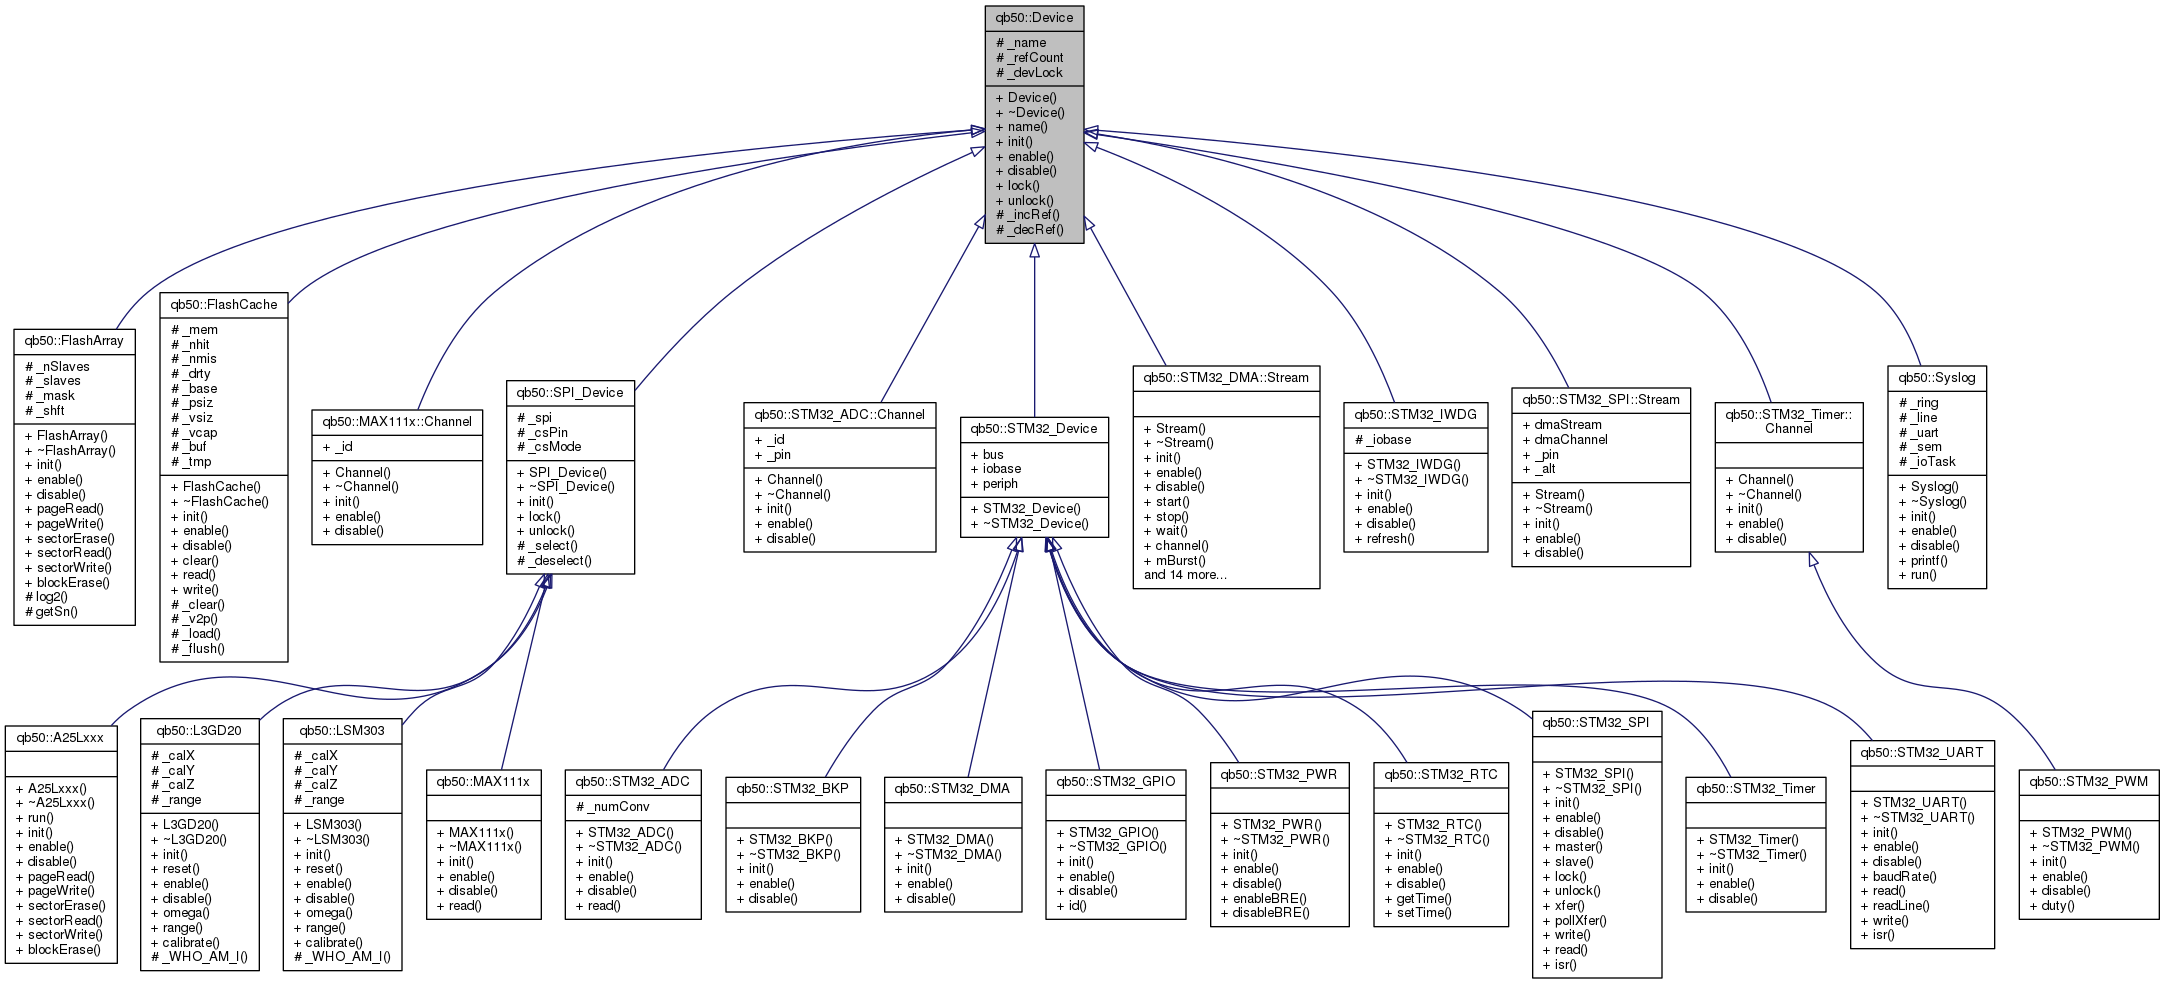 qb50::Device
# _name
# _refCount
# _devLock
+ Device()
+ ~Device()
+ name()
+ init()
+ enable()
+ disable()
+ lock()
+ unlock()
# _incRef()
# _decRef()
qb50::FlashArray
# _nSlaves
# _slaves
# _mask
# _shft
+ FlashArray()
+ ~FlashArray()
+ init()
+ enable()
+ disable()
+ pageRead()
+ pageWrite()
+ sectorErase()
+ sectorRead()
+ sectorWrite()
+ blockErase()
# log2()
# getSn()
qb50::FlashCache
# _mem
# _nhit
# _nmis
# _drty
# _base
# _psiz
# _vsiz
# _vcap
# _buf
# _tmp
+ FlashCache()
+ ~FlashCache()
+ init()
+ enable()
+ disable()
+ clear()
+ read()
+ write()
# _clear()
# _v2p()
# _load()
# _flush()
qb50::MAX111x::Channel
+ _id
+ Channel()
+ ~Channel()
+ init()
+ enable()
+ disable()
qb50::SPI_Device
# _spi
# _csPin
# _csMode
+ SPI_Device()
+ ~SPI_Device()
+ init()
+ lock()
+ unlock()
# _select()
# _deselect()
qb50::STM32_ADC::Channel
+ _id
+ _pin
+ Channel()
+ ~Channel()
+ init()
+ enable()
+ disable()
qb50::STM32_Device
+ bus
+ iobase
+ periph
+ STM32_Device()
+ ~STM32_Device()
qb50::STM32_DMA::Stream
+ Stream()
+ ~Stream()
+ init()
+ enable()
+ disable()
+ start()
+ stop()
+ wait()
+ channel()
+ mBurst()
and 14 more...
qb50::STM32_IWDG
# _iobase
+ STM32_IWDG()
+ ~STM32_IWDG()
+ init()
+ enable()
+ disable()
+ refresh()
qb50::STM32_SPI::Stream
+ dmaStream
+ dmaChannel
+ _pin
+ _alt
+ Stream()
+ ~Stream()
+ init()
+ enable()
+ disable()
qb50::STM32_Timer::
Channel
+ Channel()
+ ~Channel()
+ init()
+ enable()
+ disable()
qb50::Syslog
# _ring
# _line
# _uart
# _sem
# _ioTask
+ Syslog()
+ ~Syslog()
+ init()
+ enable()
+ disable()
+ printf()
+ run()
qb50::A25Lxxx
+ A25Lxxx()
+ ~A25Lxxx()
+ run()
+ init()
+ enable()
+ disable()
+ pageRead()
+ pageWrite()
+ sectorErase()
+ sectorRead()
+ sectorWrite()
+ blockErase()
qb50::L3GD20
# _calX
# _calY
# _calZ
# _range
+ L3GD20()
+ ~L3GD20()
+ init()
+ reset()
+ enable()
+ disable()
+ omega()
+ range()
+ calibrate()
# _WHO_AM_I()
qb50::LSM303
# _calX
# _calY
# _calZ
# _range
+ LSM303()
+ ~LSM303()
+ init()
+ reset()
+ enable()
+ disable()
+ omega()
+ range()
+ calibrate()
# _WHO_AM_I()
qb50::MAX111x
+ MAX111x()
+ ~MAX111x()
+ init()
+ enable()
+ disable()
+ read()
qb50::STM32_ADC
# _numConv
+ STM32_ADC()
+ ~STM32_ADC()
+ init()
+ enable()
+ disable()
+ read()
qb50::STM32_BKP
+ STM32_BKP()
+ ~STM32_BKP()
+ init()
+ enable()
+ disable()
qb50::STM32_DMA
+ STM32_DMA()
+ ~STM32_DMA()
+ init()
+ enable()
+ disable()
qb50::STM32_GPIO
+ STM32_GPIO()
+ ~STM32_GPIO()
+ init()
+ enable()
+ disable()
+ id()
qb50::STM32_PWR
+ STM32_PWR()
+ ~STM32_PWR()
+ init()
+ enable()
+ disable()
+ enableBRE()
+ disableBRE()
qb50::STM32_RTC
+ STM32_RTC()
+ ~STM32_RTC()
+ init()
+ enable()
+ disable()
+ getTime()
+ setTime()
qb50::STM32_SPI
+ STM32_SPI()
+ ~STM32_SPI()
+ init()
+ enable()
+ disable()
+ master()
+ slave()
+ lock()
+ unlock()
+ xfer()
+ pollXfer()
+ write()
+ read()
+ isr()
qb50::STM32_Timer
+ STM32_Timer()
+ ~STM32_Timer()
+ init()
+ enable()
+ disable()
qb50::STM32_UART
+ STM32_UART()
+ ~STM32_UART()
+ init()
+ enable()
+ disable()
+ baudRate()
+ read()
+ readLine()
+ write()
+ isr()
qb50::STM32_PWM
+ STM32_PWM()
+ ~STM32_PWM()
+ init()
+ enable()
+ disable()
+ duty()